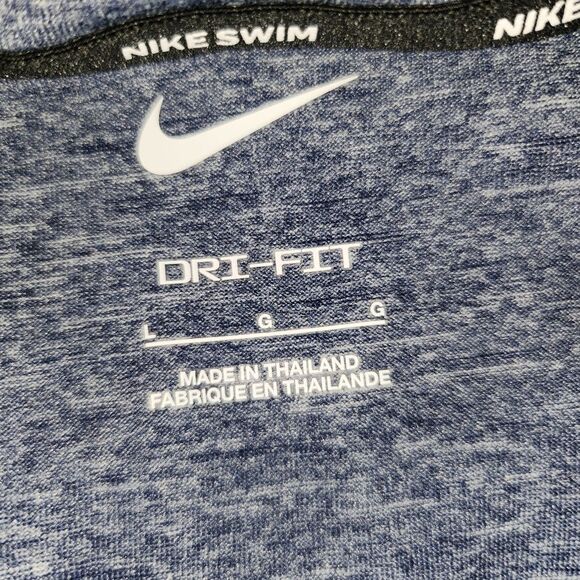 NIKE SWIM NIKE
DRI-FIT
L G G
MADE IN THAILAND
FABRIQUE EN THAILANDE